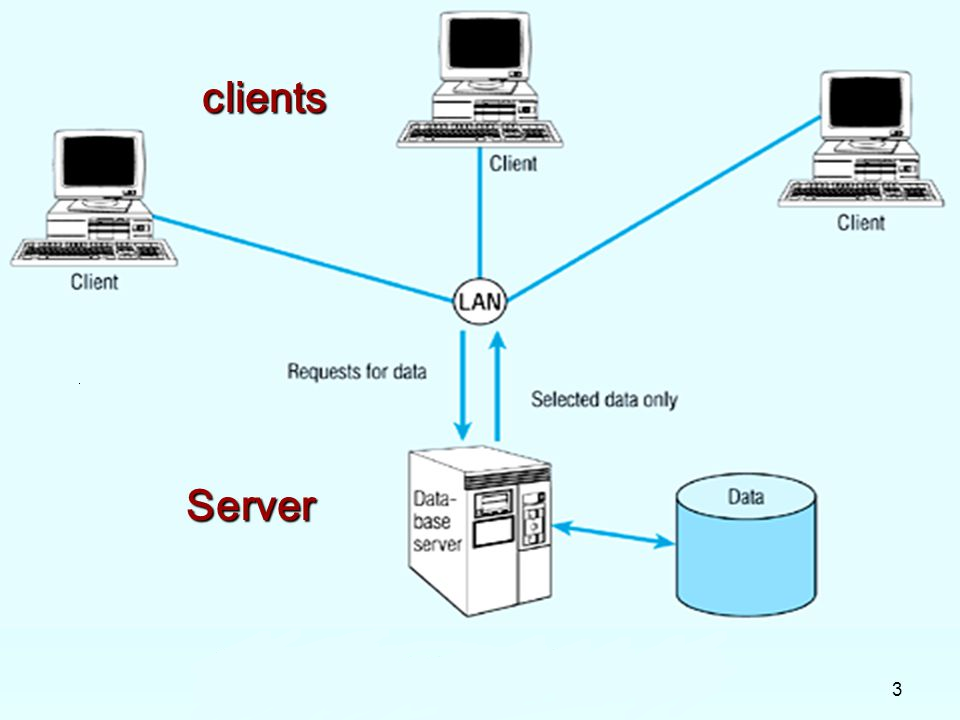 clients
Client
Client
Client
LAN
Requests for data
Selected data only
Server
Data-
base
server
Data
3